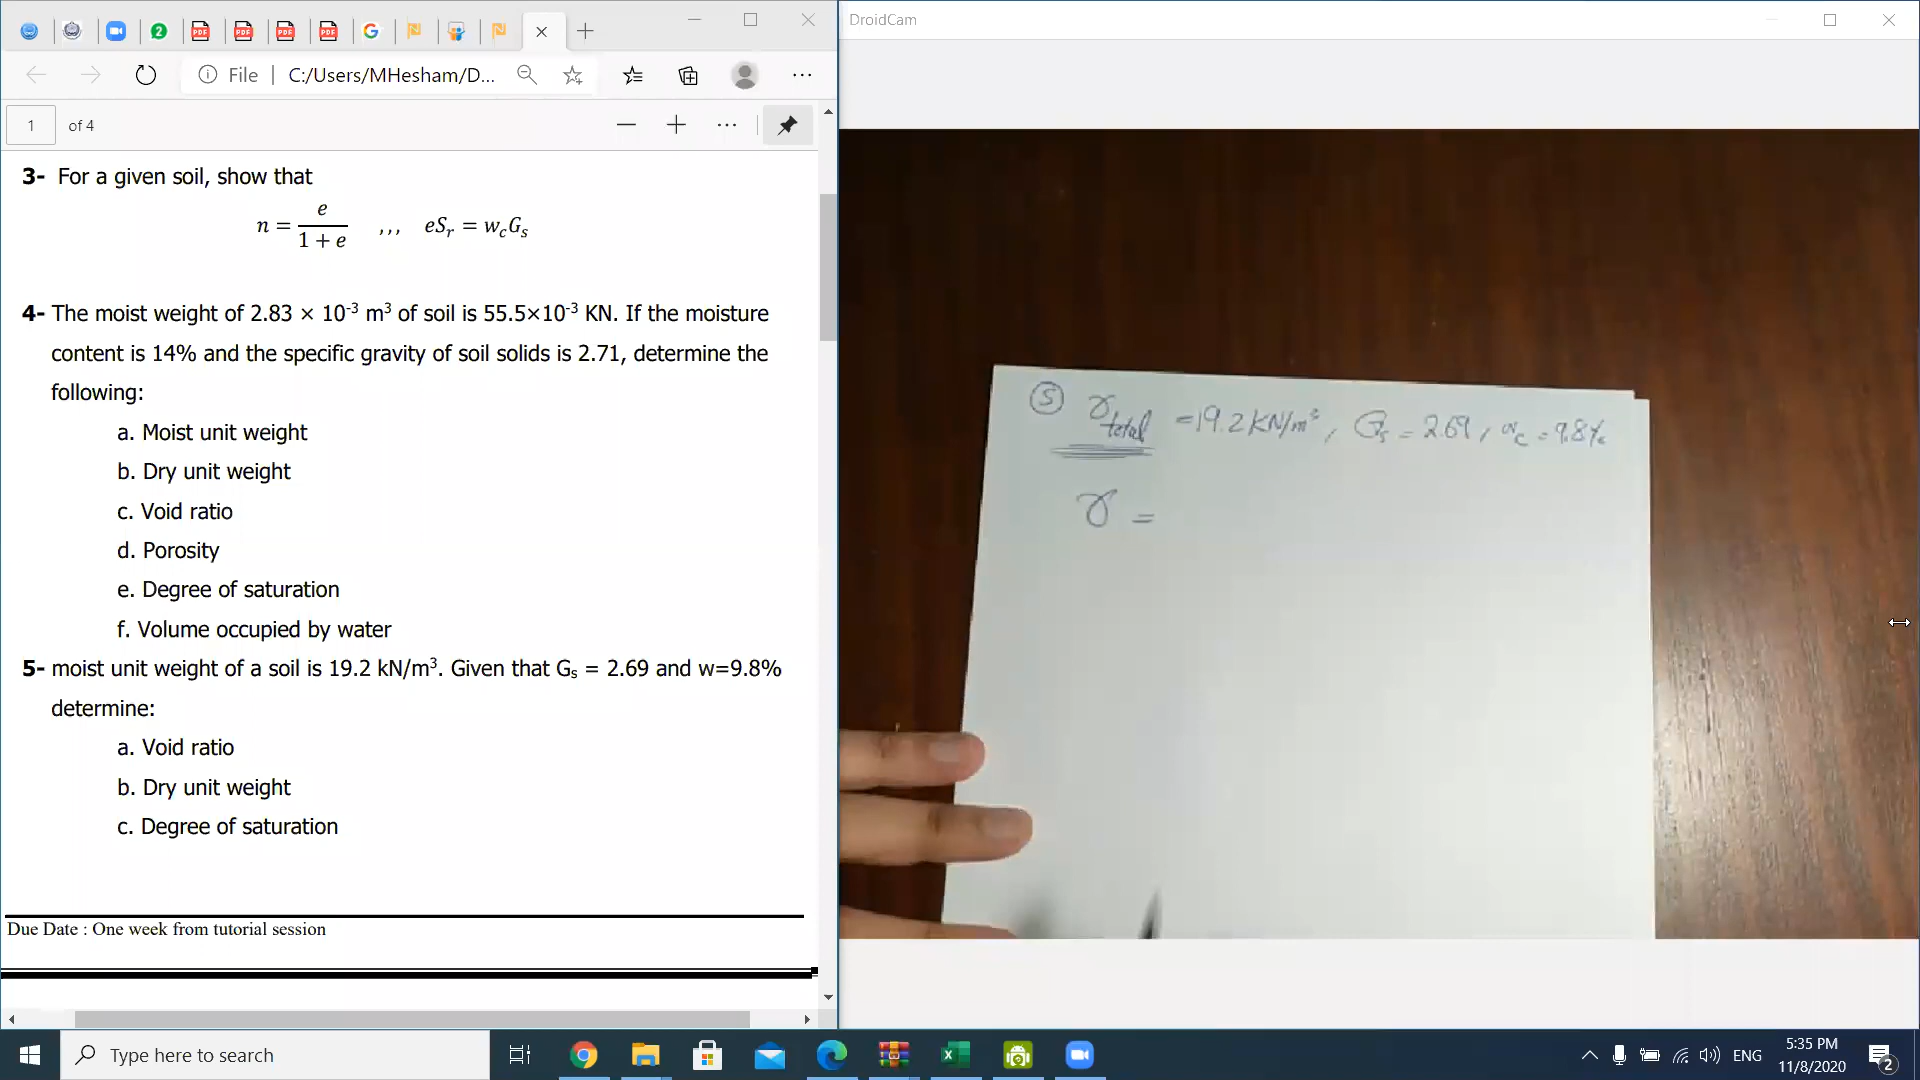 DroidCam
2
File
C:/Users/MHesham/D...
1 of 4
3- For a given soil, show that
n = e / 1 + e ,,, eSr = wcGs
4- The moist weight of 2.83 × 10-3 m3 of soil is 55.5×10-3 KN. If the moisture
content is 14% and the specific gravity of soil solids is 2.71, determine the
following:
a. Moist unit weight
b. Dry unit weight
c. Void ratio
d. Porosity
e. Degree of saturation
f. Volume occupied by water
5- moist unit weight of a soil is 19.2 kN/m3. Given that Gs = 2.69 and w=9.8%
determine:
a. Void ratio
b. Dry unit weight
c. Degree of saturation
Due Date : One week from tutorial session
5 γtotal = 19.2 kN/m3, Gs = 2.69, wc = 9.8%
γ =
Type here to search
ENG
5:35 PM
11/8/2020
2